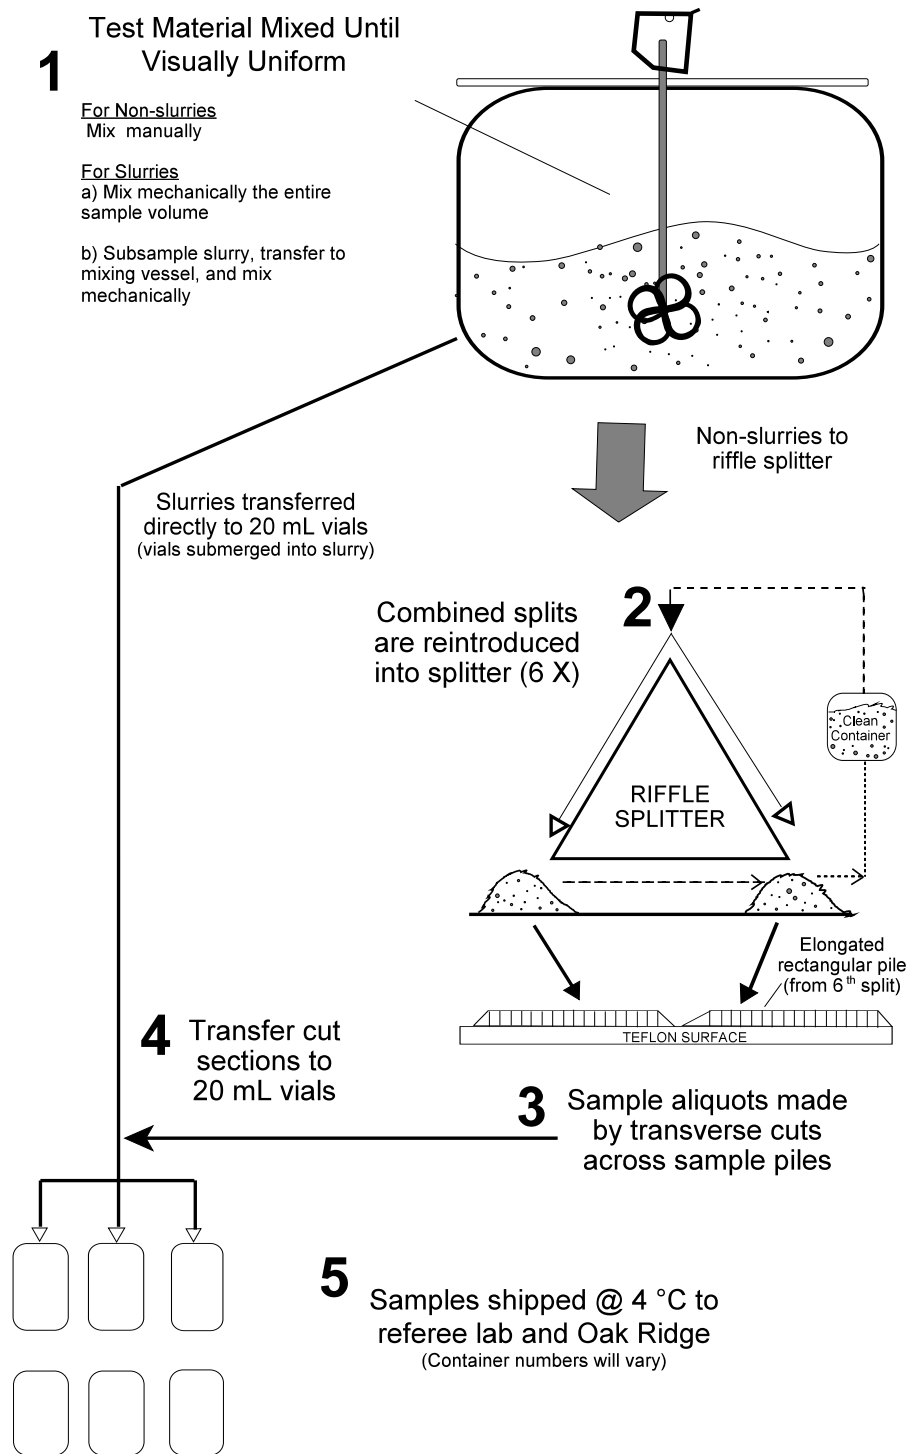 1
Test Material Mixed Until
Visually Uniform
For Non-slurries
Mix manually
For Slurries
a) Mix mechanically the entire
sample volume
b) Subsample slurry, transfer to
mixing vessel, and mix
mechanically
Non-slurries to
riffle splitter
Slurries transferred
directly to 20 mL vials
(vials submerged into slurry)
2
Combined splits
are reintroduced
into splitter (6 X)
Clean
Container
RIFFLE
SPLITTER
Elongated
rectangular pile
(from 6th split)
TEFLON SURFACE
4
Transfer cut
sections to
20 mL vials
3
Sample aliquots made
by transverse cuts
across sample piles
5
Samples shipped @ 4 °C to
referee lab and Oak Ridge
(Container numbers will vary)